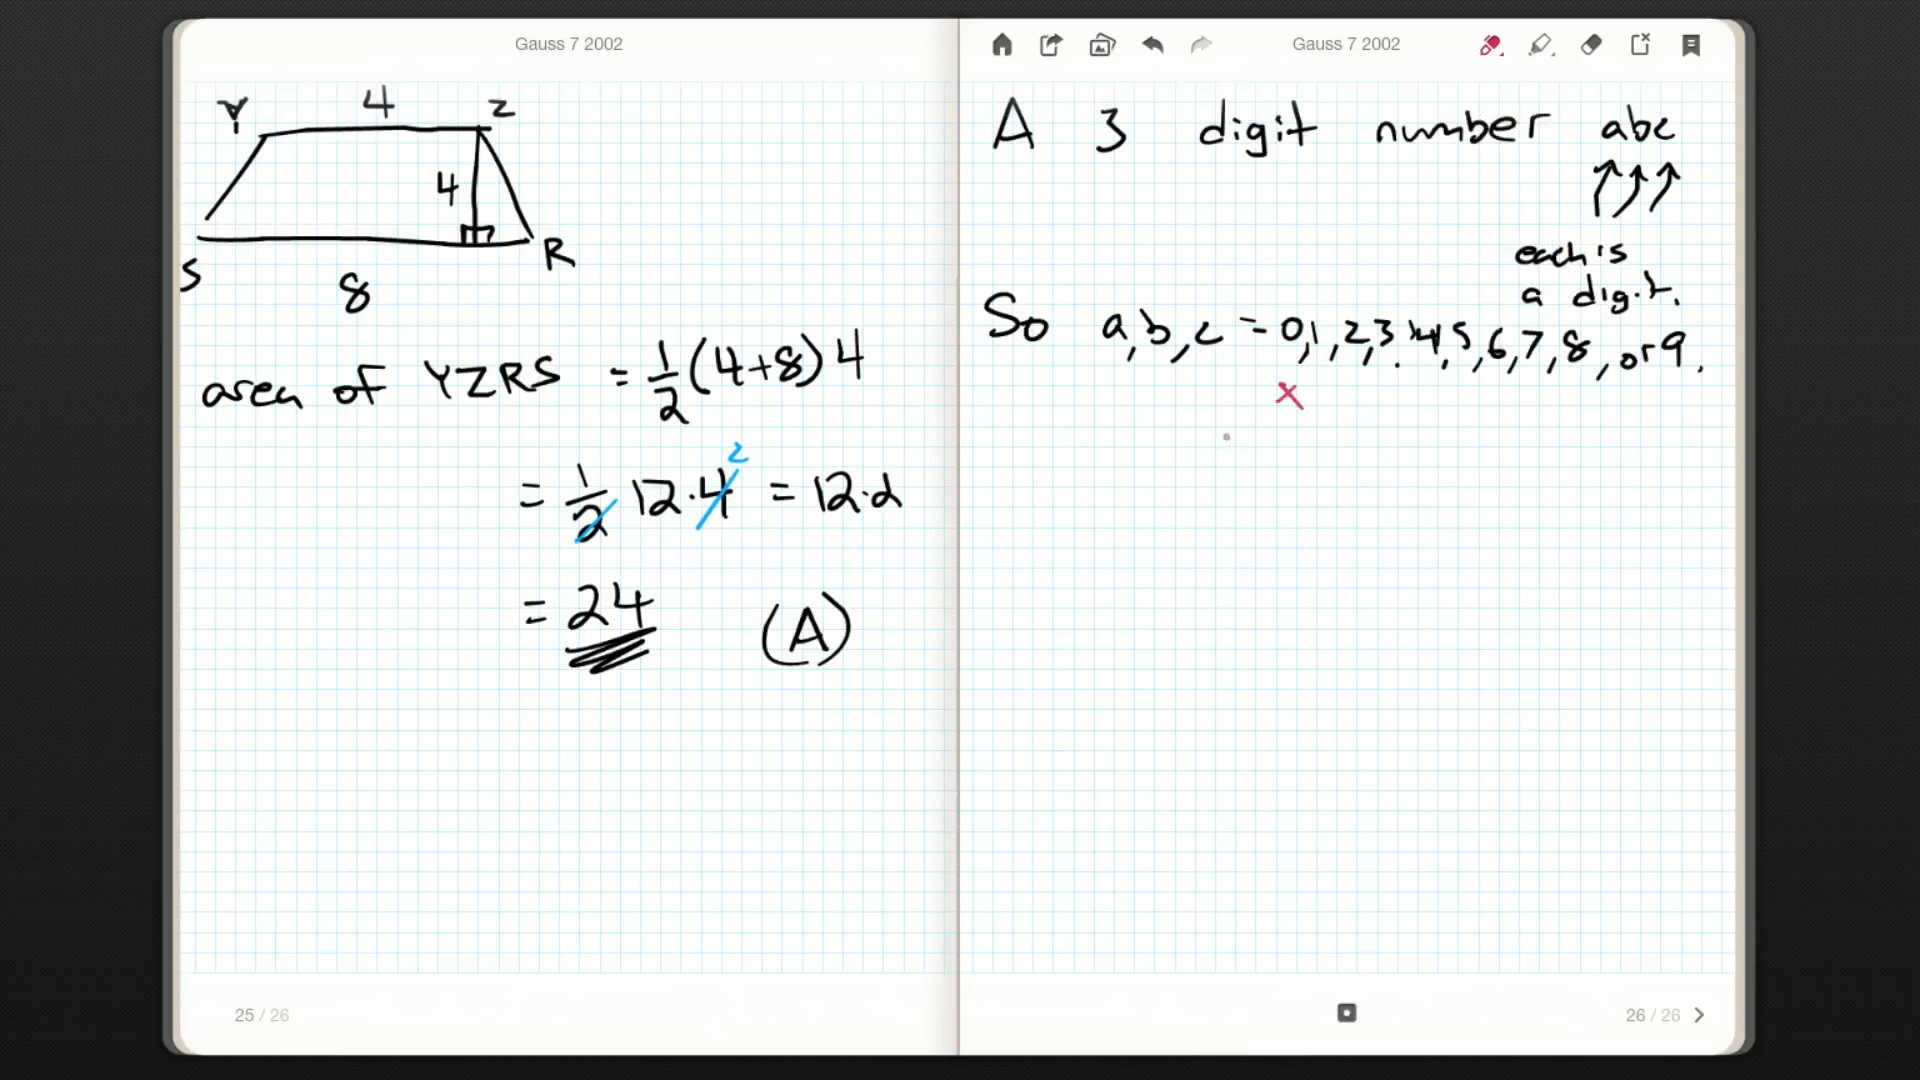 Gauss 7 2002
Y 4 Z
4
S R
8
area of YZRS = 1/2 (4+8) 4
= 1/2 12·4 2 = 12·2
= 24 (A)
25 / 26
Gauss 7 2002
A 3 digit number abc
each is
a digit.
So a, b, c = 0, 1, 2, 3, 4, 5, 6, 7, 8, or 9.
x
26 / 26